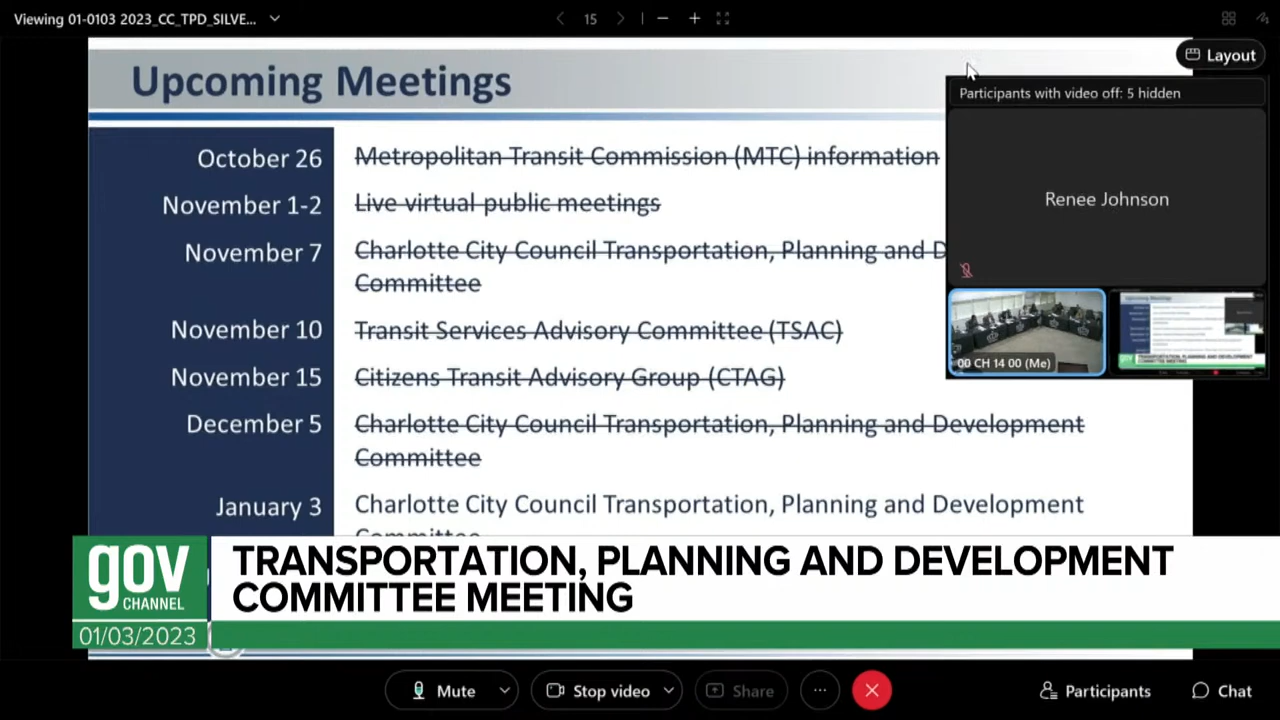 Viewing 01-0103 2023_CC_TPD_SILVE...
15
Layout
Upcoming Meetings
Participants with video off: 5 hidden
Renee Johnson
00 CH 14 00 (Me)
October 26
Metropolitan Transit Commission (MTC) information
November 1-2
Live virtual public meetings
November 7
Charlotte City Council Transportation, Planning and D
Committee
November 10
Transit Services Advisory Committee (TSAC)
November 15
Citizens Transit Advisory Group (CTAG)
December 5
Charlotte City Council Transportation, Planning and Development
Committee
January 3
Charlotte City Council Transportation, Planning and Development
Committee
gov
CHANNEL
01/03/2023
TRANSPORTATION, PLANNING AND DEVELOPMENT
COMMITTEE MEETING
Mute
Stop video
Share
Participants
Chat